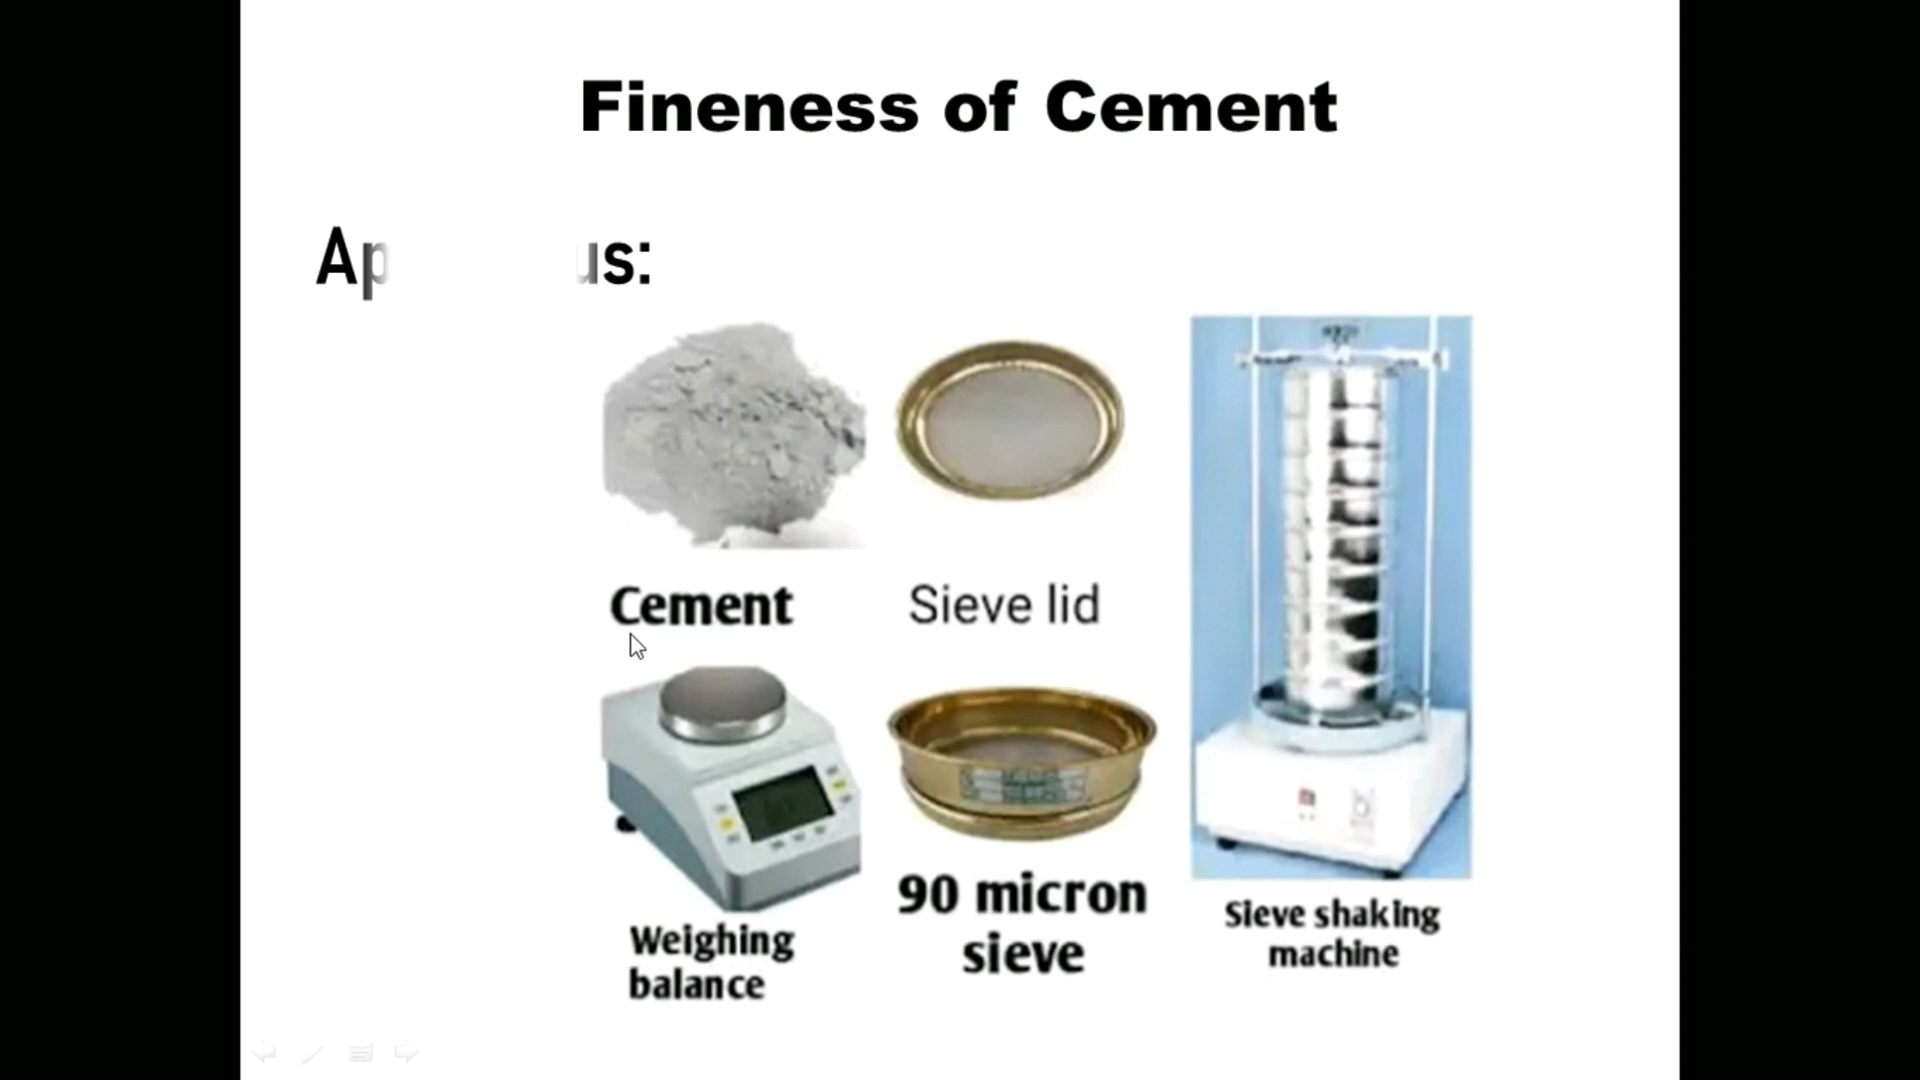 Fineness of Cement
Ap us:
Cement
Sieve lid
Weighing
balance
90 micron
sieve
Sieve shaking
machine